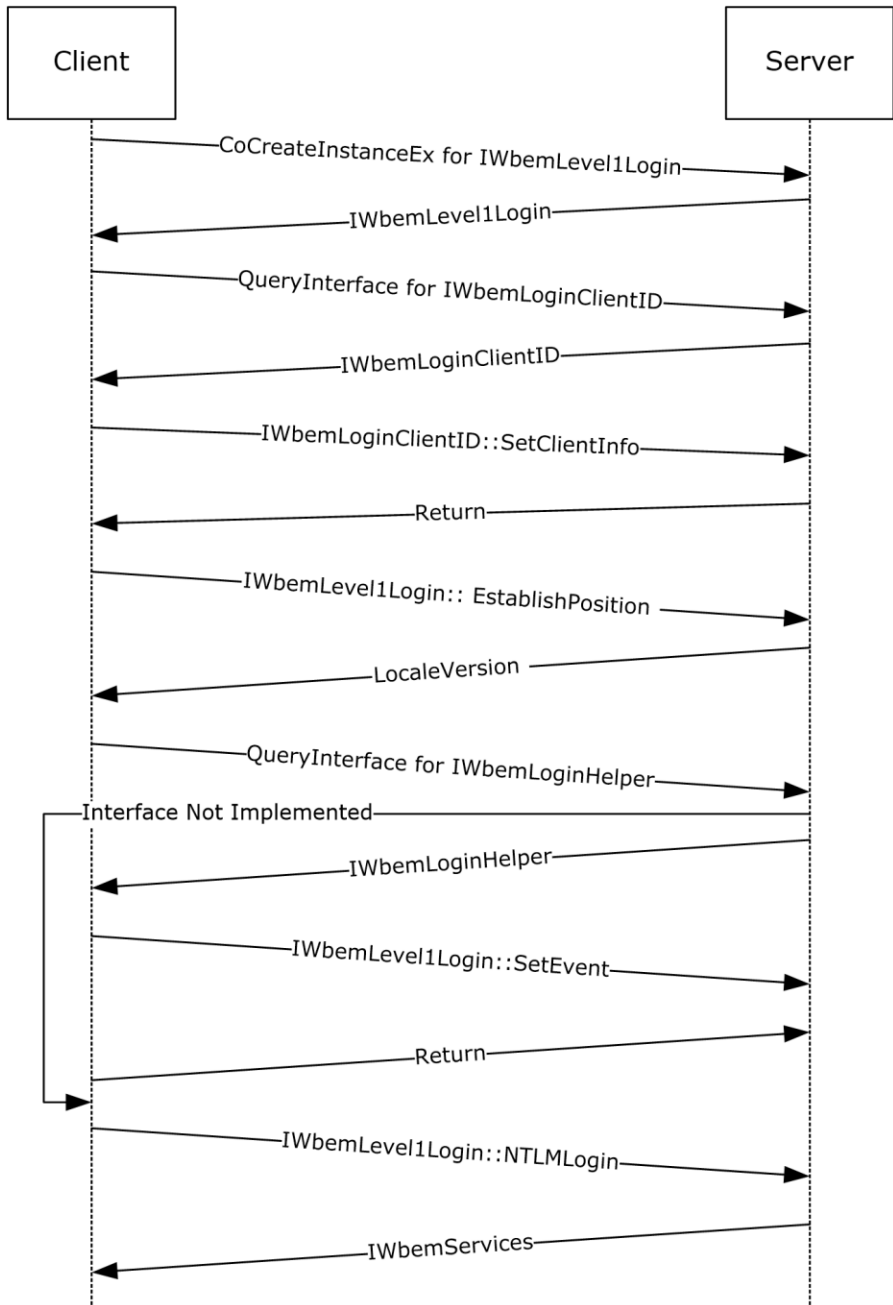 Client
Server
CoCreateInstanceEx for IWbemLevel1Login
IWbemLevel1Login
QueryInterface for IWbemLoginClientID
IWbemLoginClientID
IWbemLoginClientID::SetClientInfo
Return
IWbemLevel1Login:: EstablishPosition
LocaleVersion
QueryInterface for IWbemLoginHelper
Interface Not Implemented
IWbemLoginHelper
IWbemLevel1Login::SetEvent
Return
IWbemLevel1Login::NTLMLogin
IWbemServices